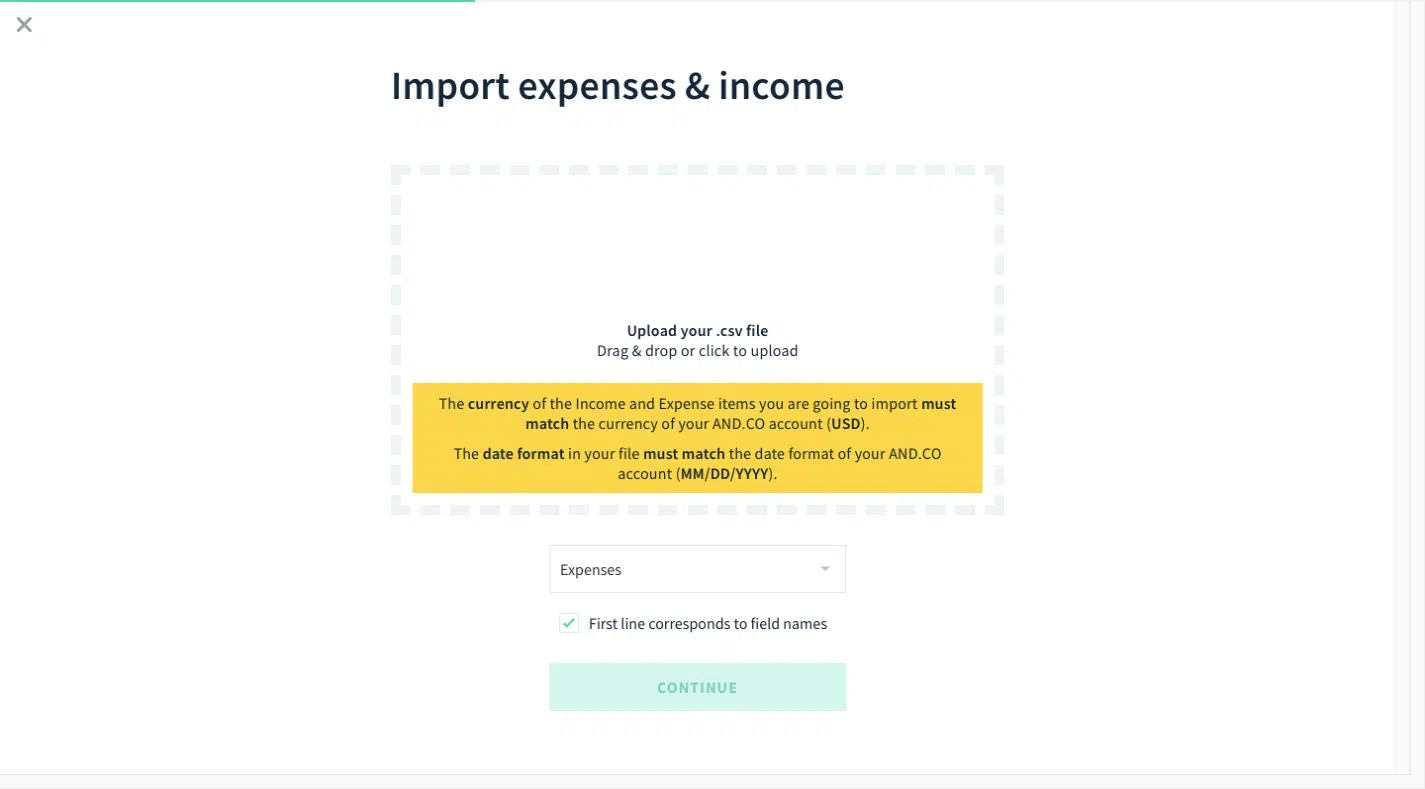 Import expenses & income
Upload your .csv file
Drag & drop or click to upload
The currency of the Income and Expense items you are going to import must
match the currency of your AND.CO account (USD).
The date format in your file must match the date format of your AND.CO
account (MM/DD/YYYY).
Expenses
First line corresponds to field names
CONTINUE